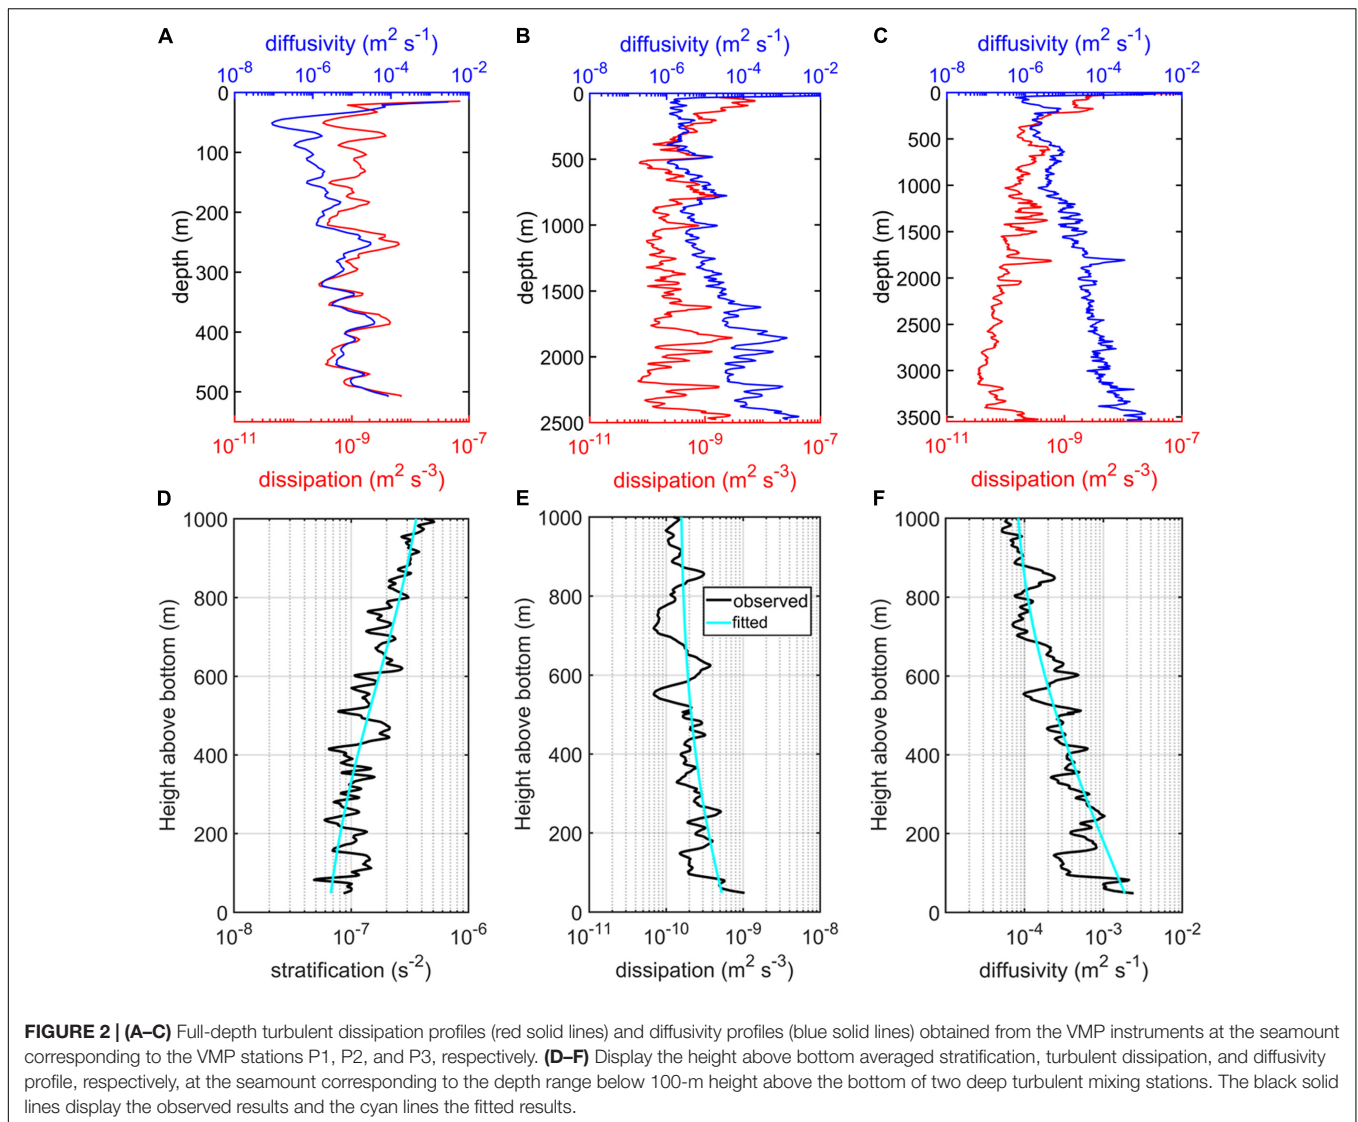 A
B
C
diffusivity (m² s⁻¹)
diffusivity (m² s⁻¹)
diffusivity (m² s⁻¹)
10⁻⁸ 10⁻⁶ 10⁻⁴ 10⁻²
10⁻⁸ 10⁻⁶ 10⁻⁴ 10⁻²
10⁻⁸ 10⁻⁶ 10⁻⁴ 10⁻²
depth (m)
0
100
200
300
400
500
depth (m)
0
500
1000
1500
2000
2500
depth (m)
0
500
1000
1500
2000
2500
3000
3500
10⁻¹¹ 10⁻⁹ 10⁻⁷
10⁻¹¹ 10⁻⁹ 10⁻⁷
10⁻¹¹ 10⁻⁹ 10⁻⁷
dissipation (m² s⁻³)
dissipation (m² s⁻³)
dissipation (m² s⁻³)
D
E
F
Height above bottom (m)
1000
800
600
400
200
0
Height above bottom (m)
1000
800
600
400
200
0
observed
fitted
Height above bottom (m)
1000
800
600
400
200
0
10⁻⁸ 10⁻⁷ 10⁻⁶
10⁻¹¹ 10⁻¹⁰ 10⁻⁹ 10⁻⁸
10⁻⁴ 10⁻³ 10⁻²
stratification (s⁻²)
dissipation (m² s⁻³)
diffusivity (m² s⁻¹)
FIGURE 2 | (A–C) Full-depth turbulent dissipation profiles (red solid lines) and diffusivity profiles (blue solid lines) obtained from the VMP instruments at the seamount
corresponding to the VMP stations P1, P2, and P3, respectively. (D–F) Display the height above bottom averaged stratification, turbulent dissipation, and diffusivity
profile, respectively, at the seamount corresponding to the depth range below 100-m height above the bottom of two deep turbulent mixing stations. The black solid
lines display the observed results and the cyan lines the fitted results.